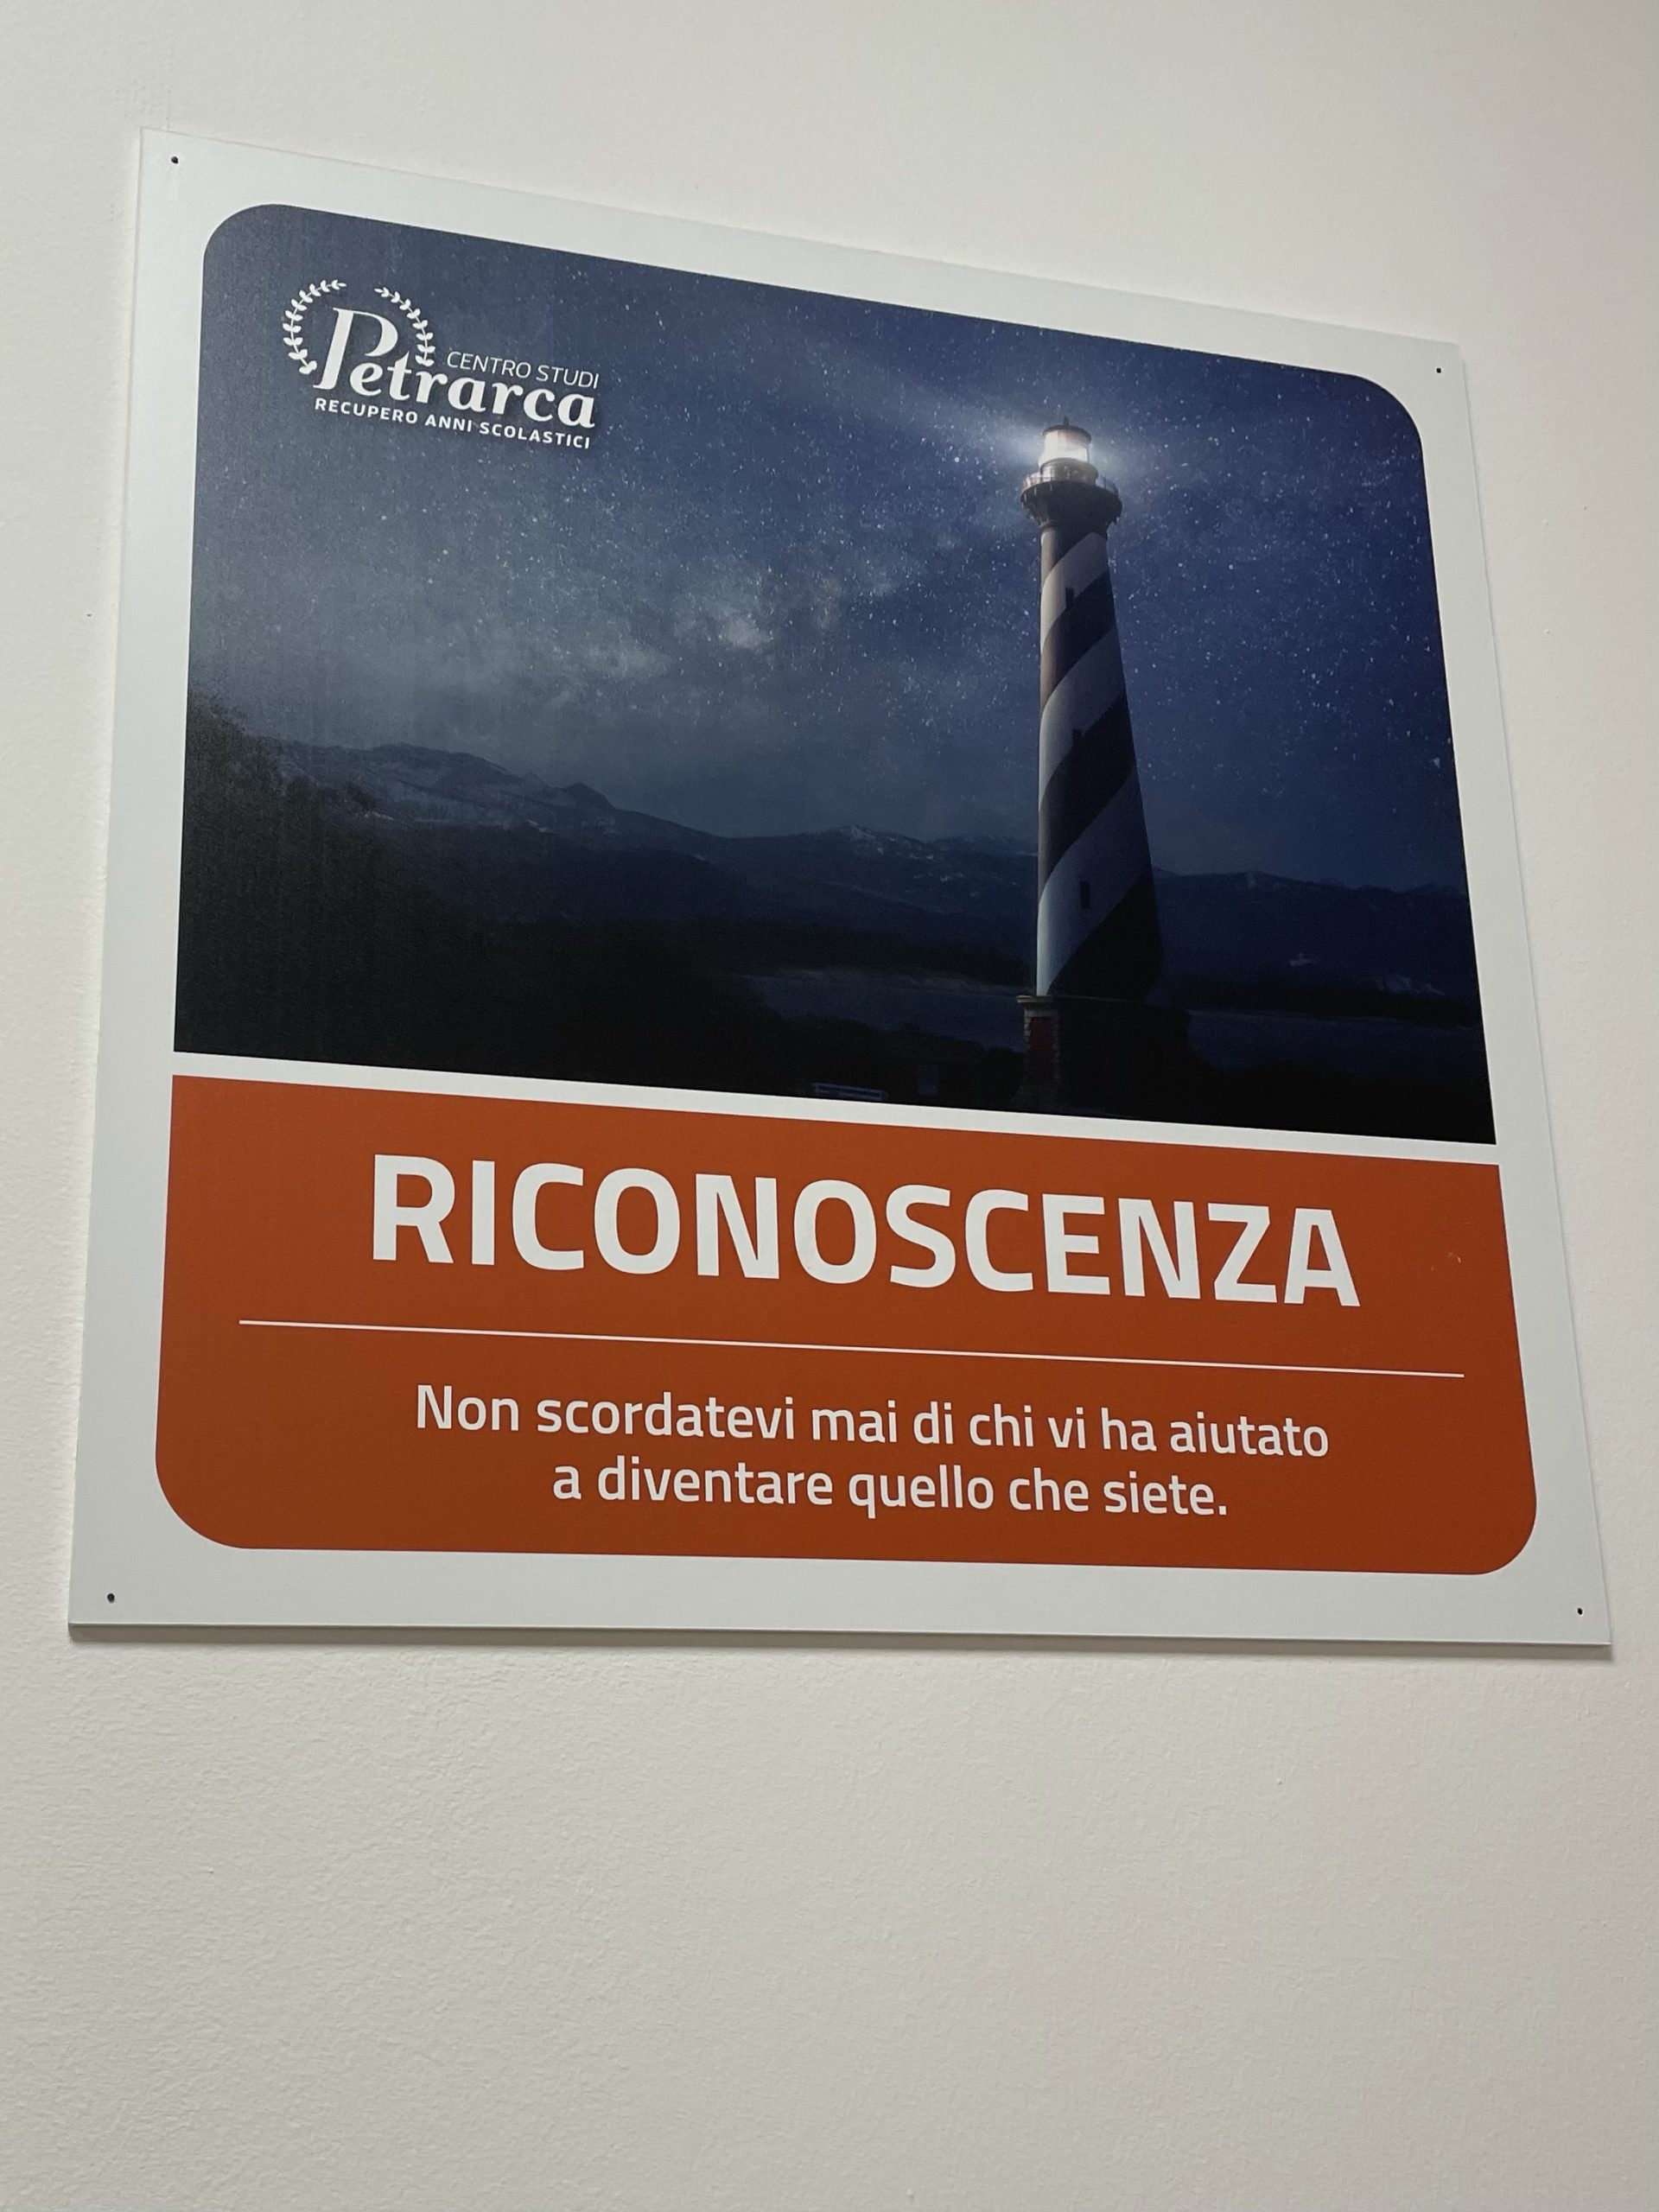 CENTRO STUDI
Petrarca
RECUPERO ANNI SCOLASTICI
RICONOSCENZA
Non scordatevi mai di chi vi ha aiutato
a diventare quello che siete.